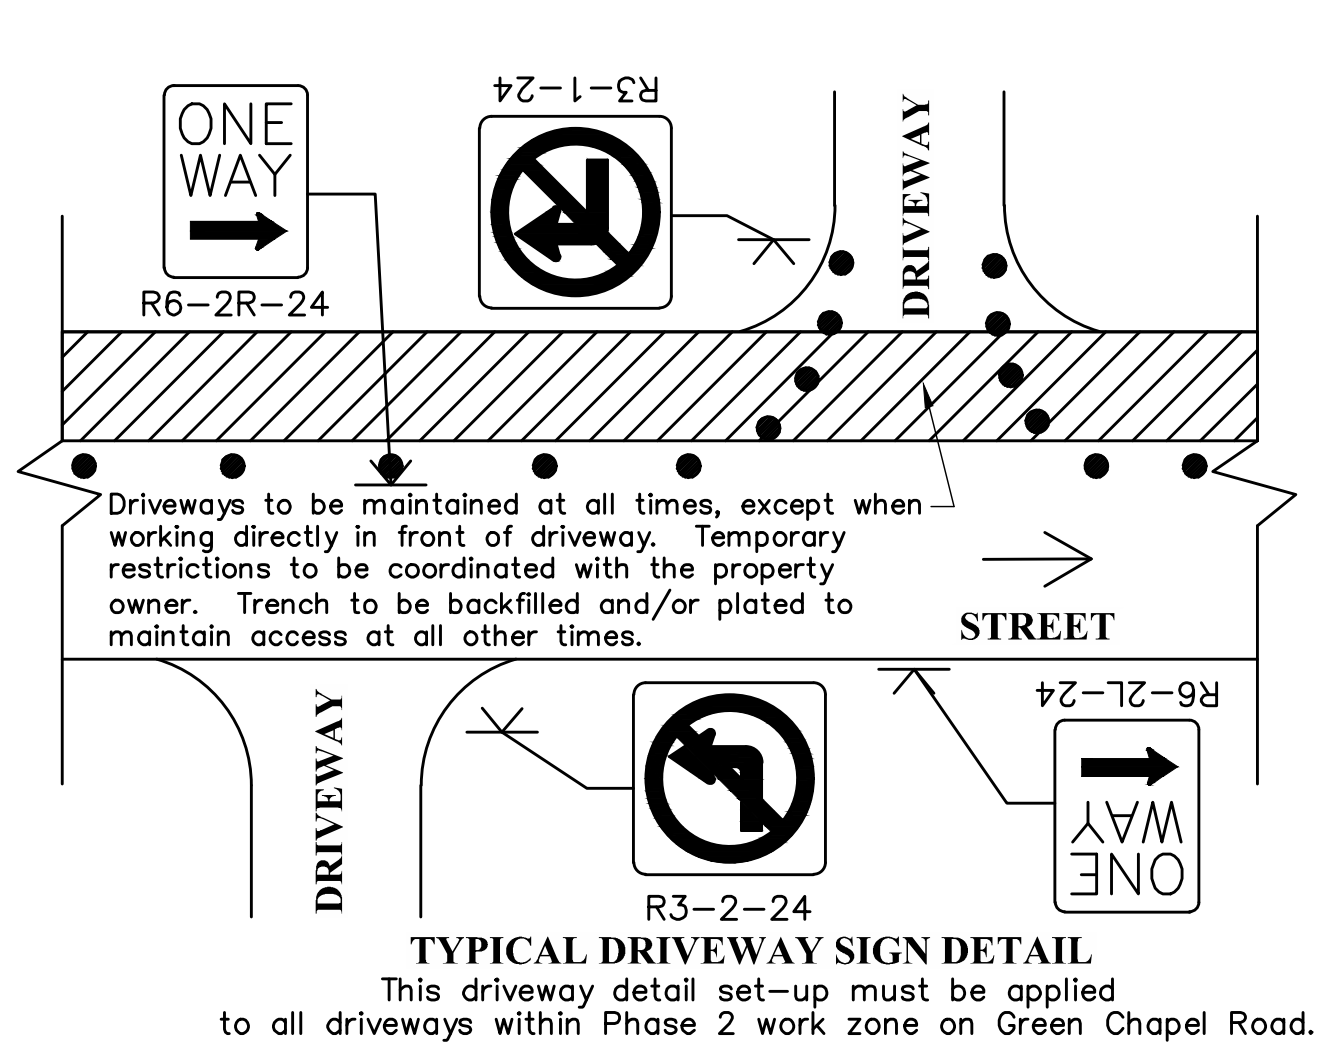 R3-1-24
ONE
WAY
R6-2R-24
DRIVEWAY
Driveways to be maintained at all times, except when
working directly in front of driveway. Temporary
restrictions to be coordinated with the property
owner. Trench to be backfilled and/or plated to
maintain access at all other times.
STREET
DRIVEWAY
R6-2L-24
ONE
WAY
R3-2-24
TYPICAL DRIVEWAY SIGN DETAIL
This driveway detail set-up must be applied
to all driveways within Phase 2 work zone on Green Chapel Road.